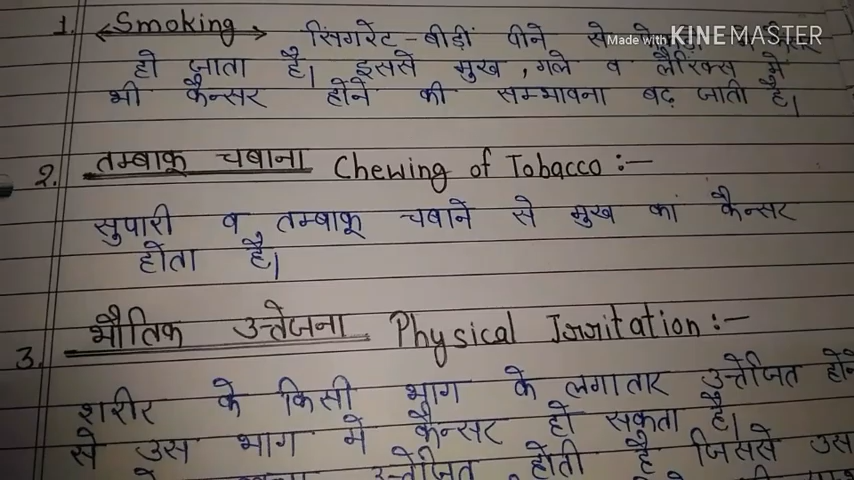 1. Smoking → सिगरेट - बीड़ी पीने से
Made with KINEMASTER
हो जाता है। इससे मुख, गले व लैरिंक्स में
भी कैन्सर होने की सम्भावना बढ़ जाती है।
2. तम्बाकू चबाना Chewing of Tobacco :-
सुपारी व तम्बाकू चबाने से मुख का कैन्सर
होता है।
3. भौतिक उत्तेजना Physical Irritation :-
शरीर के किसी भाग के लगातार उत्तेजित होने
से उस भाग में कैन्सर हो सकता है।
उत्तेजित होती है जिससे उस